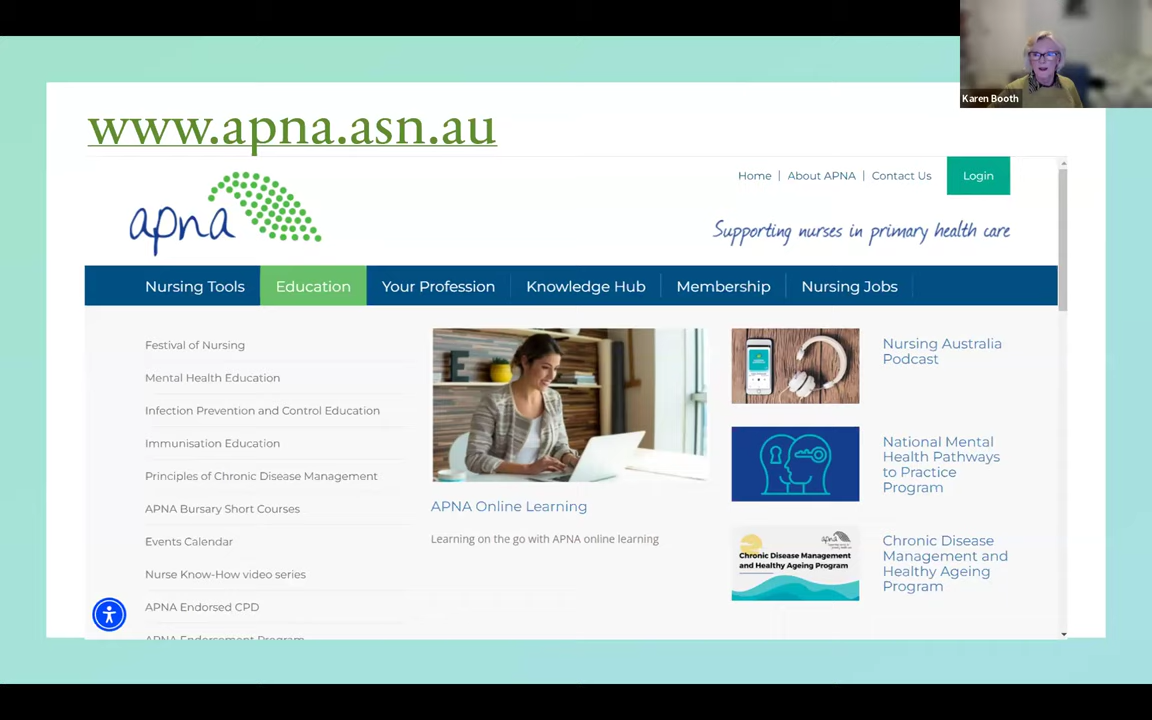 Karen Booth
www.apna.asn.au
Home | About APNA | Contact Us
Login
apna
Supporting nurses in primary health care
Nursing Tools
Education
Your Profession
Knowledge Hub
Membership
Nursing Jobs
Festival of Nursing
Mental Health Education
Infection Prevention and Control Education
Immunisation Education
Principles of Chronic Disease Management
APNA Bursary Short Courses
Events Calendar
Nurse Know-How video series
APNA Endorsed CPD
APNA Endorsement Program
APNA Online Learning
Learning on the go with APNA online learning
Nursing Australia
Podcast
National Mental
Health Pathways
to Practice
Program
apna
Chronic Disease Management
and Healthy Ageing Program
Chronic Disease
Management and
Healthy Ageing
Program